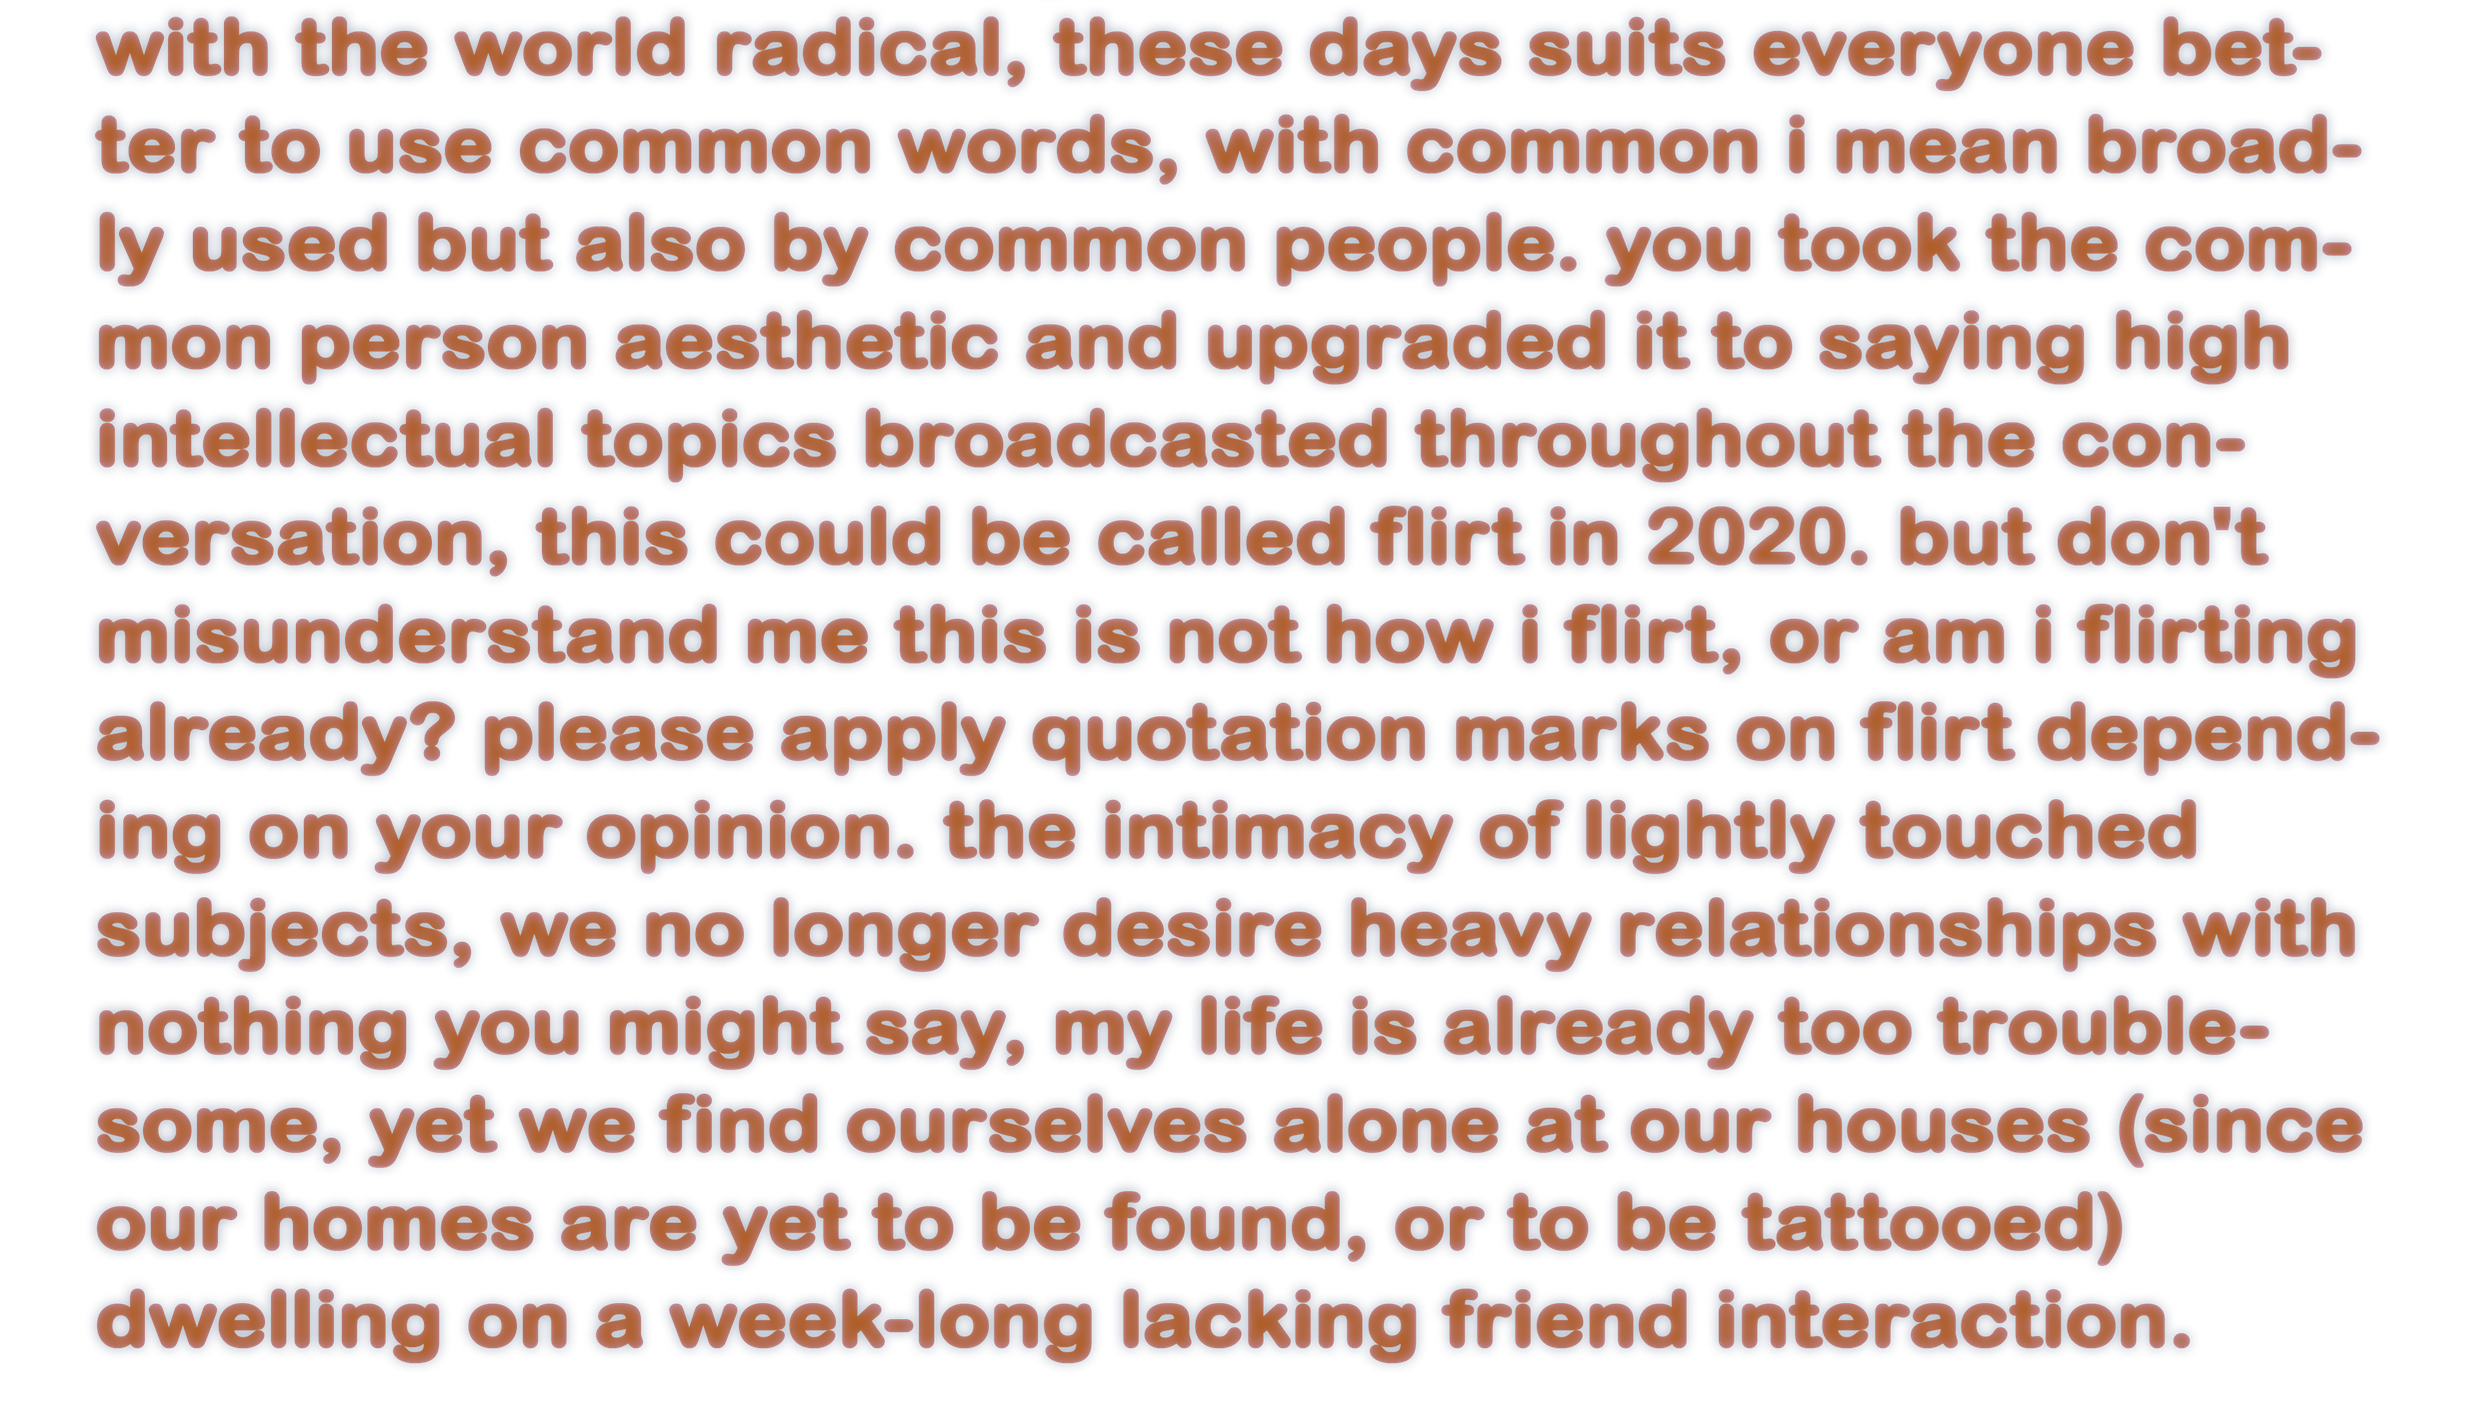 with the world radical, these days suits everyone bet-
ter to use common words, with common i mean broad-
ly used but also by common people. you took the com-
mon person aesthetic and upgraded it to saying high
intellectual topics broadcasted throughout the con-
versation, this could be called flirt in 2020. but don't
misunderstand me this is not how i flirt, or am i flirting
already? please apply quotation marks on flirt depend-
ing on your opinion. the intimacy of lightly touched
subjects, we no longer desire heavy relationships with
nothing you might say, my life is already too trouble-
some, yet we find ourselves alone at our houses (since
our homes are yet to be found, or to be tattooed)
dwelling on a week-long lacking friend interaction.